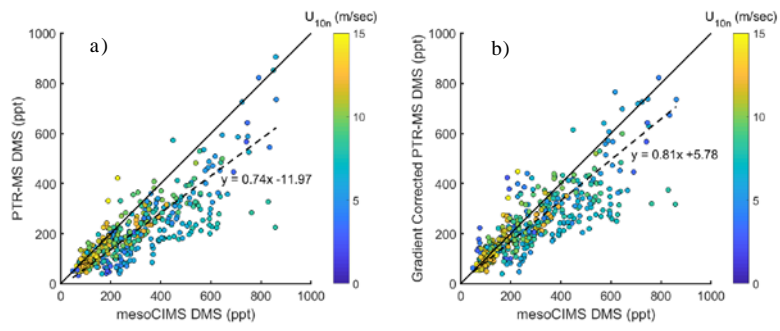 U10n (m/sec)
a)
PTR-MS DMS (ppt)
1000
800
600
400
200
0
y = 0.74x -11.97
0 200 400 600 800 1000
mesoCIMS DMS (ppt)
15
10
5
0
U10n (m/sec)
b)
Gradient Corrected PTR-MS DMS (ppt)
1000
800
600
400
200
0
y = 0.81x +5.78
0 200 400 600 800 1000
mesoCIMS DMS (ppt)
15
10
5
0